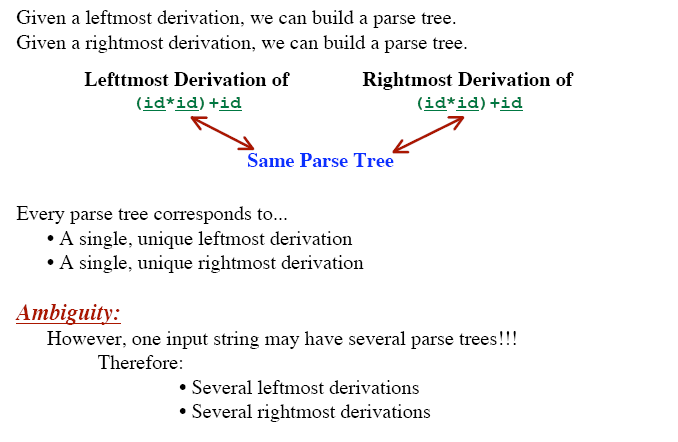 Given a leftmost derivation, we can build a parse tree.
Given a rightmost derivation, we can build a parse tree.
Lefttmost Derivation of
Rightmost Derivation of
(id*id)+id
(id*id)+id
Same Parse Tree
Every parse tree corresponds to...
• A single, unique leftmost derivation
• A single, unique rightmost derivation
Ambiguity:
However, one input string may have several parse trees!!!
Therefore:
• Several leftmost derivations
• Several rightmost derivations